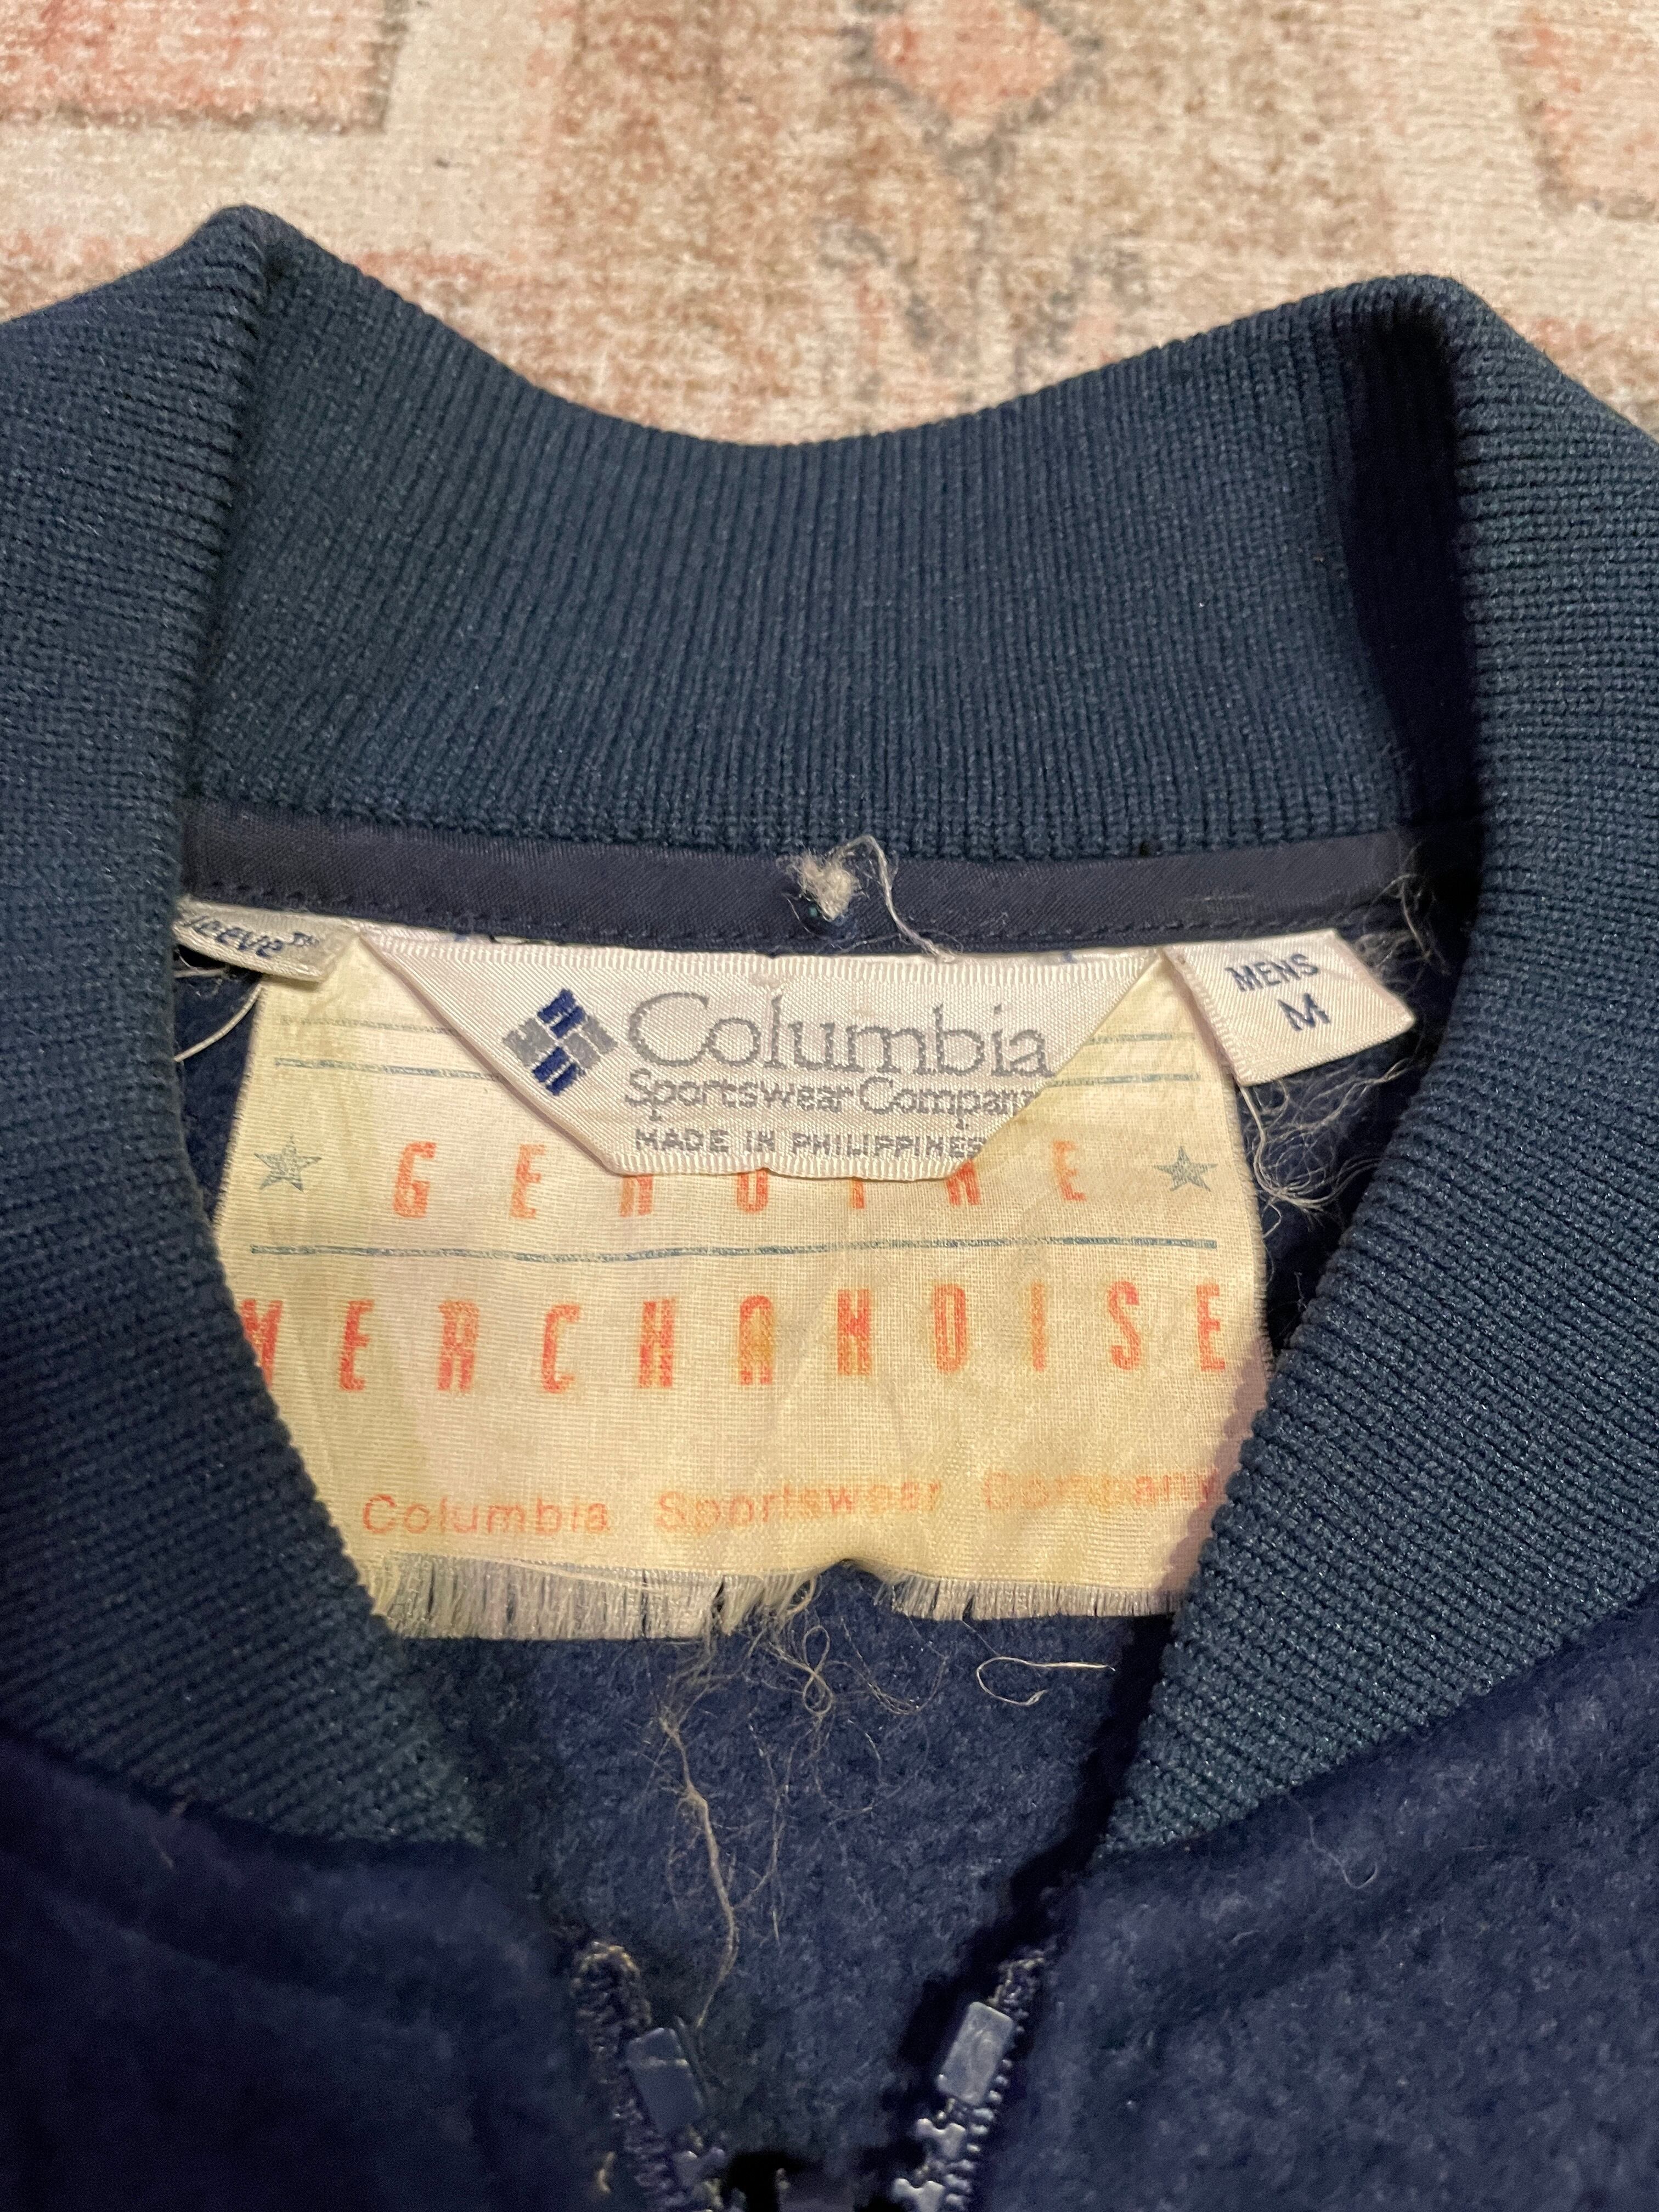 Columbia
Sportswear Company
MADE IN PHILIPPINES
MENS
M
GENUINE
MERCHANDISE
Columbia Sportswear Company